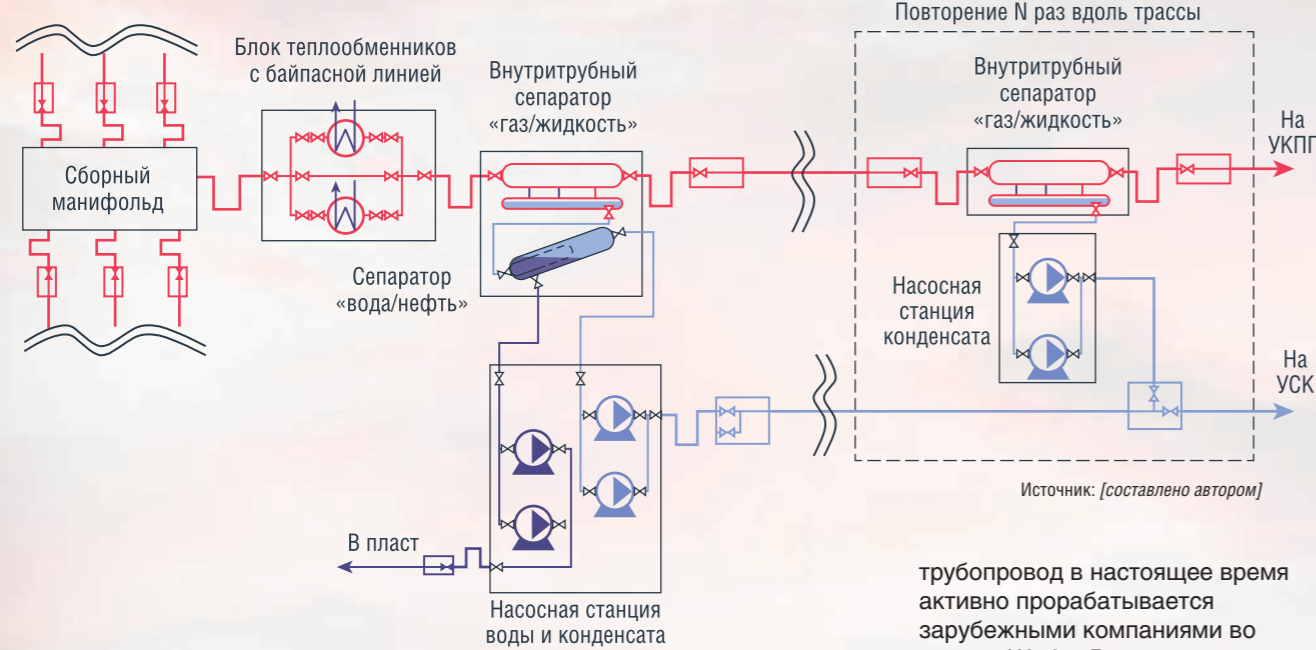 Повторение N раз вдоль трассы
Блок теплообменников
с байпасной линией
Внутритрубный
сепаратор
«газ/жидкость»
Внутритрубный
сепаратор
«газ/жидкость»
На
УКПГ
Сборный
манифольд
Сепаратор
«вода/нефть»
Насосная
станция
конденсата
На
УСК
Источник: [составлено автором]
В пласт
Насосная станция
воды и конденсата
трубопровод в настоящее время
активно прорабатывается
зарубежными компаниями во